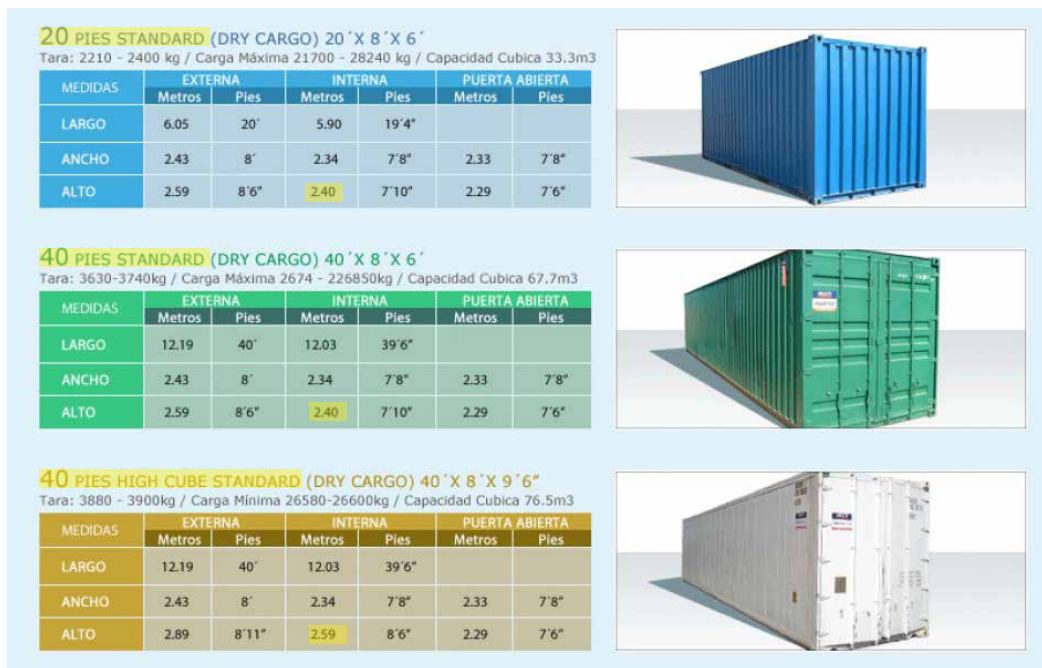 20 PIES STANDARD (DRY CARGO) 20´X 8´X 6´
Tara: 2210 - 2400 kg / Carga Máxima 21700 - 28240 kg / Capacidad Cubica 33.3m3
MEDIDAS EXTERNA INTERNA PUERTA ABIERTA
Metros Pies Metros Pies Metros Pies
LARGO 6.05 20´ 5.90 19´4"
ANCHO 2.43 8´ 2.34 7´8" 2.33 7´8"
ALTO 2.59 8´6" 2.40 7´10" 2.29 7´6"
40 PIES STANDARD (DRY CARGO) 40´X 8´X 6´
Tara: 3630-3740kg / Carga Máxima 2674 - 226850kg / Capacidad Cubica 67.7m3
MEDIDAS EXTERNA INTERNA PUERTA ABIERTA
Metros Pies Metros Pies Metros Pies
LARGO 12.19 40´ 12.03 39´6"
ANCHO 2.43 8´ 2.34 7´8" 2.33 7´8"
ALTO 2.59 8´6" 2.40 7´10" 2.29 7´6"
40 PIES HIGH CUBE STANDARD (DRY CARGO) 40´X 8´X 9´6"
Tara: 3880 - 3900kg / Carga Mínima 26580-26600kg / Capacidad Cubica 76.5m3
MEDIDAS EXTERNA INTERNA PUERTA ABIERTA
Metros Pies Metros Pies Metros Pies
LARGO 12.19 40´ 12.03 39´6"
ANCHO 2.43 8´ 2.34 7´8" 2.33 7´8"
ALTO 2.89 8´11" 2.59 8´6" 2.29 7´6"